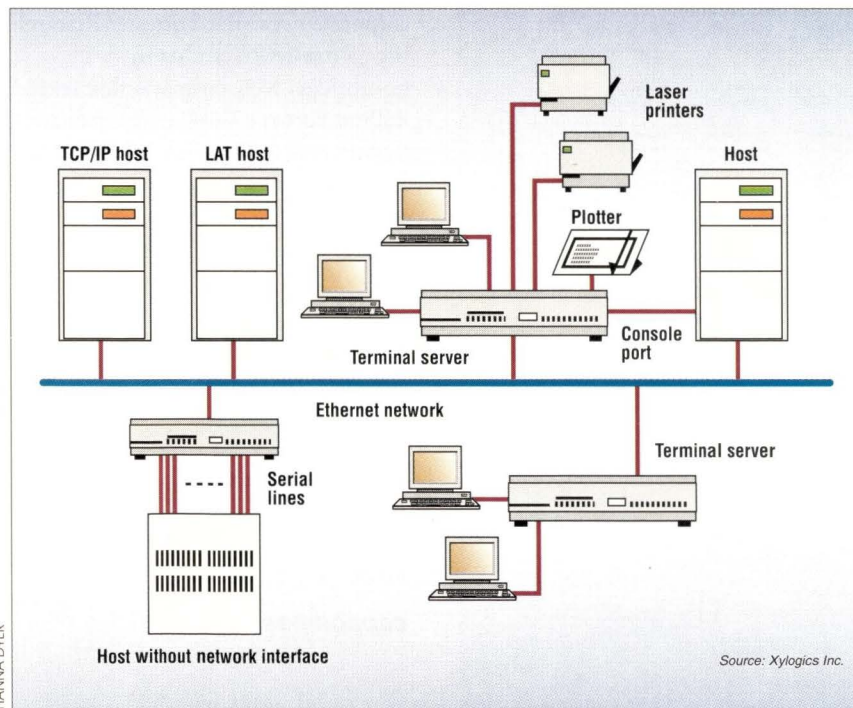 Laser
printers
TCP/IP host
LAT host
Host
Plotter
Console
port
Terminal server
Ethernet network
Terminal server
Serial
lines
Host without network interface
Source: Xylogics Inc.